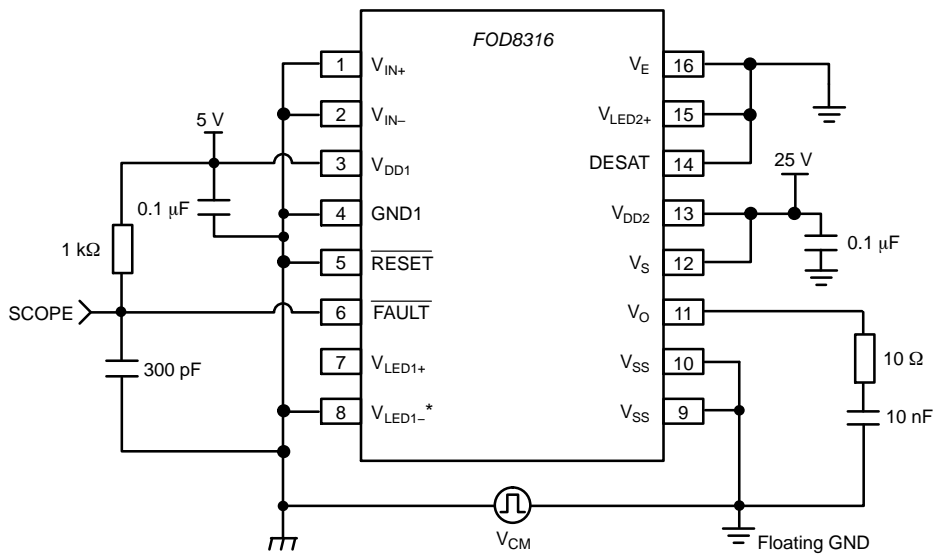 FOD8316
1 V_IN+
2 V_IN–
3 V_DD1
4 GND1
5 RESET
6 FAULT
7 V_LED1+
8 V_LED1–*
V_E 16
V_LED2+ 15
DESAT 14
V_DD2 13
V_S 12
V_O 11
V_SS 10
V_SS 9
5 V
0.1 μF
1 kΩ
SCOPE
300 pF
25 V
0.1 μF
10 Ω
10 nF
V_CM
Floating GND